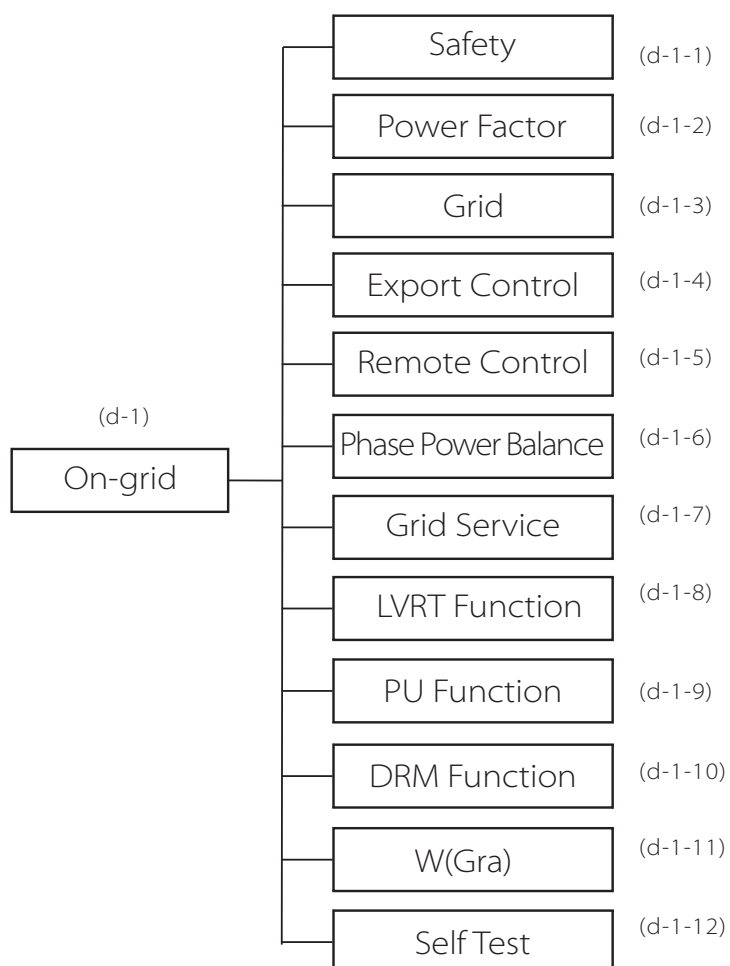 Safety (d-1-1)
Power Factor (d-1-2)
Grid (d-1-3)
Export Control (d-1-4)
Remote Control (d-1-5)
(d-1)
On-grid
Phase Power Balance (d-1-6)
Grid Service (d-1-7)
LVRT Function (d-1-8)
PU Function (d-1-9)
DRM Function (d-1-10)
W(Gra) (d-1-11)
Self Test (d-1-12)